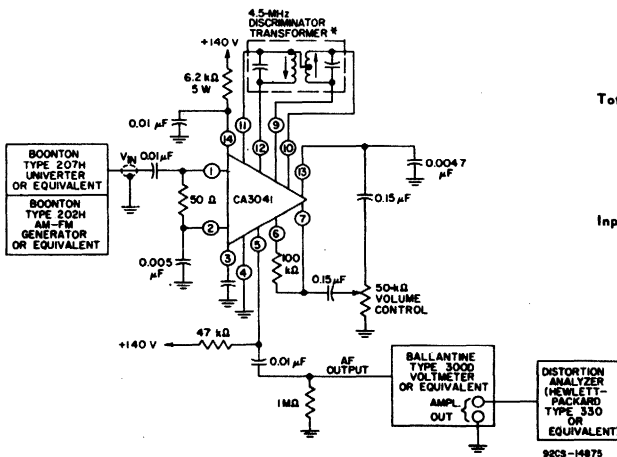 4.5-MHz
DISCRIMINATOR
TRANSFORMER *
+140 V
6.2 kΩ
5 W
0.01 µF
14
11
12
9
10
13
BOONTON
TYPE 207H
UNIVERTER
OR EQUIVALENT
BOONTON
TYPE 202H
AM-FM
GENERATOR
OR EQUIVALENT
VIN
0.01 µF
1
50 Ω
2
0.005
µF
CA3041
3
4
5
6
7
100
kΩ
0.15 µF
0.15 µF
0.0047
µF
50-kΩ
VOLUME
CONTROL
+140 V
47 kΩ
0.01 µF
AF
OUTPUT
1MΩ
BALLANTINE
TYPE 300D
VOLTMETER
OR EQUIVALENT
AMPL.
OUT
DISTORTION
ANALYZER
(HEWLETT-
PACKARD
TYPE 330
OR
EQUIVALENT)
92CS-14875
Inp